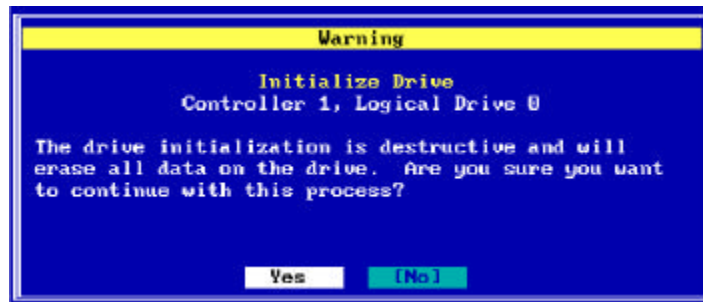 Warning
Initialize Drive
Controller 1, Logical Drive 0
The drive initialization is destructive and will
erase all data on the drive.  Are you sure you want
to continue with this process?
Yes [No]